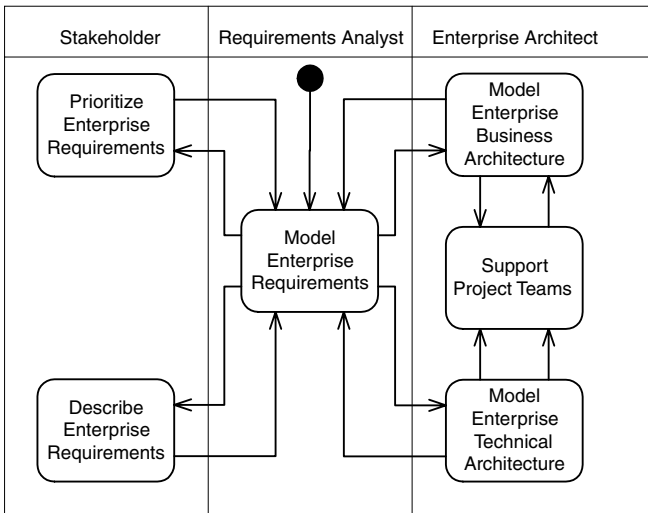 Stakeholder
Requirements Analyst
Enterprise Architect
Prioritize
Enterprise
Requirements
Model
Enterprise
Business
Architecture
Model
Enterprise
Requirements
Support
Project Teams
Describe
Enterprise
Requirements
Model
Enterprise
Technical
Architecture